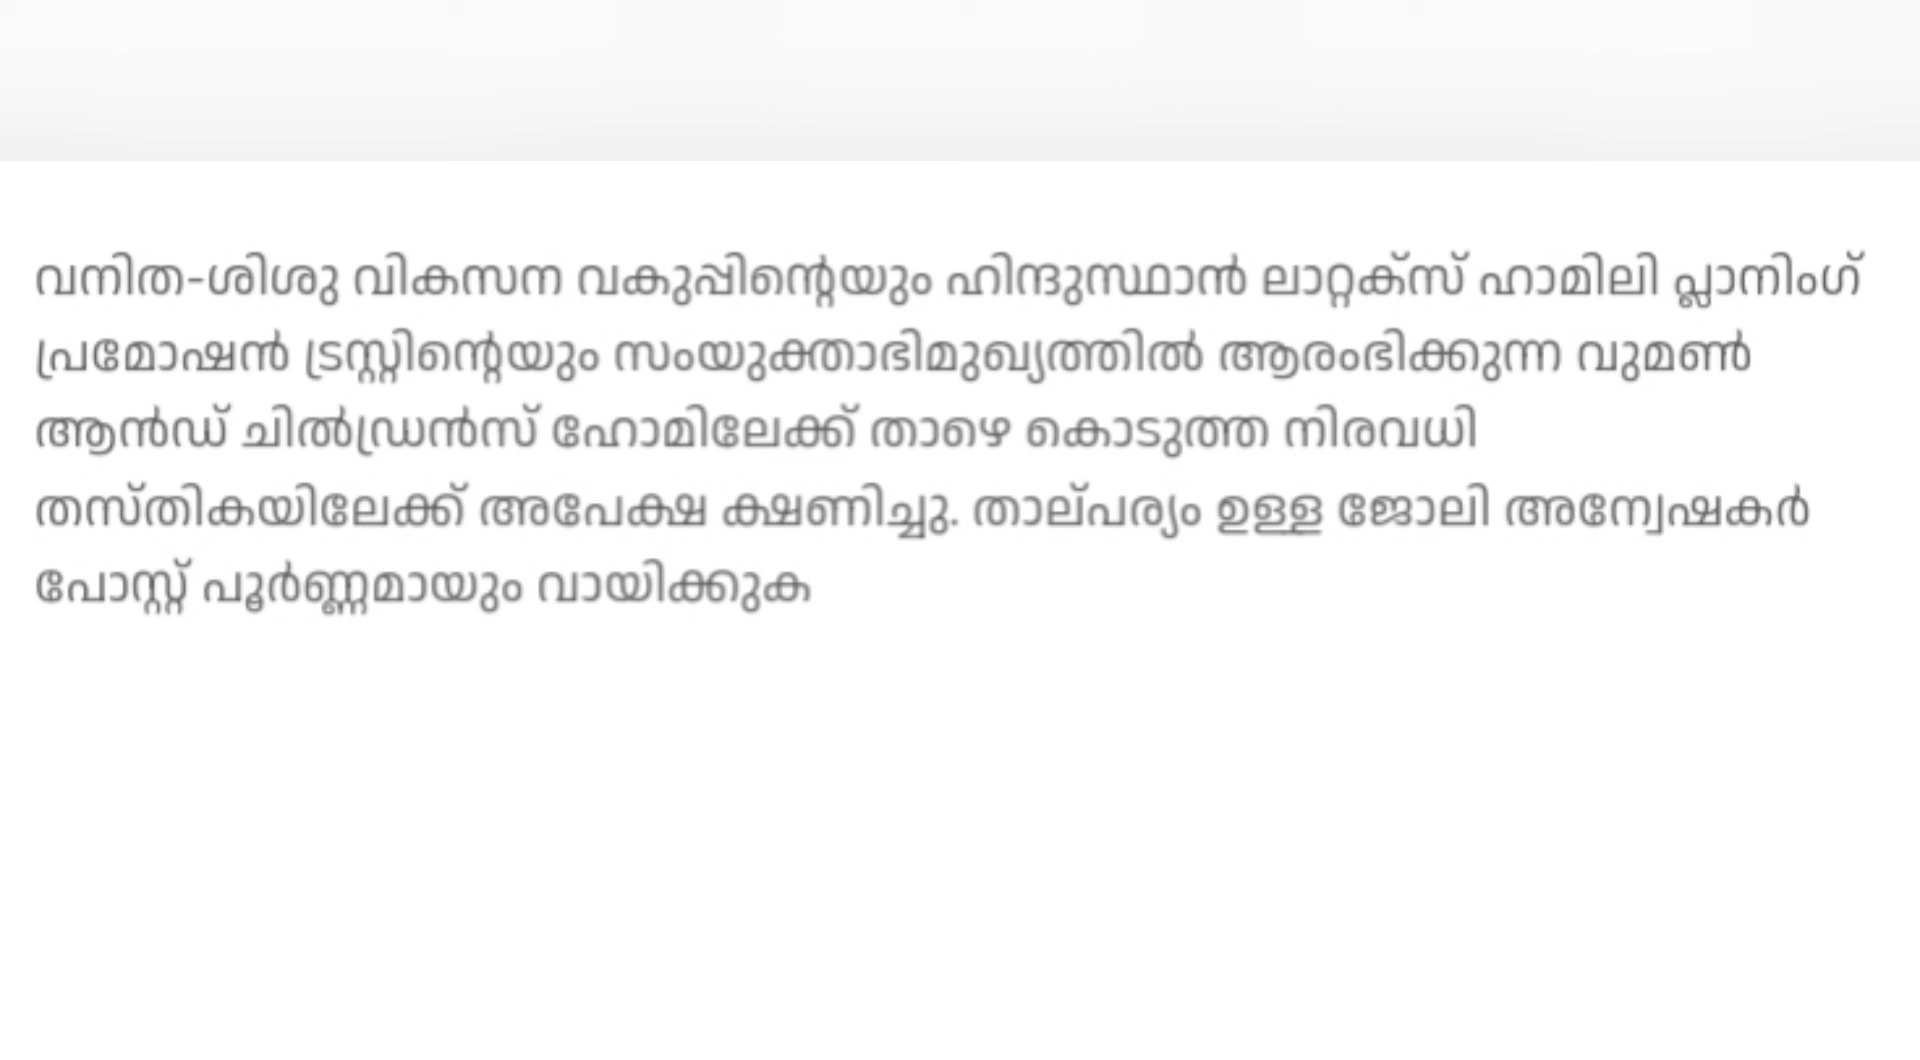 വനിത-ശിശു വികസന വകുപ്പിന്റെയും ഹിന്ദുസ്ഥാൻ ലാറ്റക്സ് ഹാമിലി പ്ലാനിംഗ്
പ്രമോഷൻ ട്രസ്റ്റിന്റെയും സംയുക്താഭിമുഖ്യത്തിൽ ആരംഭിക്കുന്ന വുമൺ
ആൻഡ് ചിൽഡ്രൻസ് ഹോമിലേക്ക് താഴെ കൊടുത്ത നിരവധി
തസ്തികയിലേക്ക് അപേക്ഷ ക്ഷണിച്ചു. താല്പര്യം ഉള്ള ജോലി അന്വേഷകർ
പോസ്റ്റ് പൂർണ്ണമായും വായിക്കുക